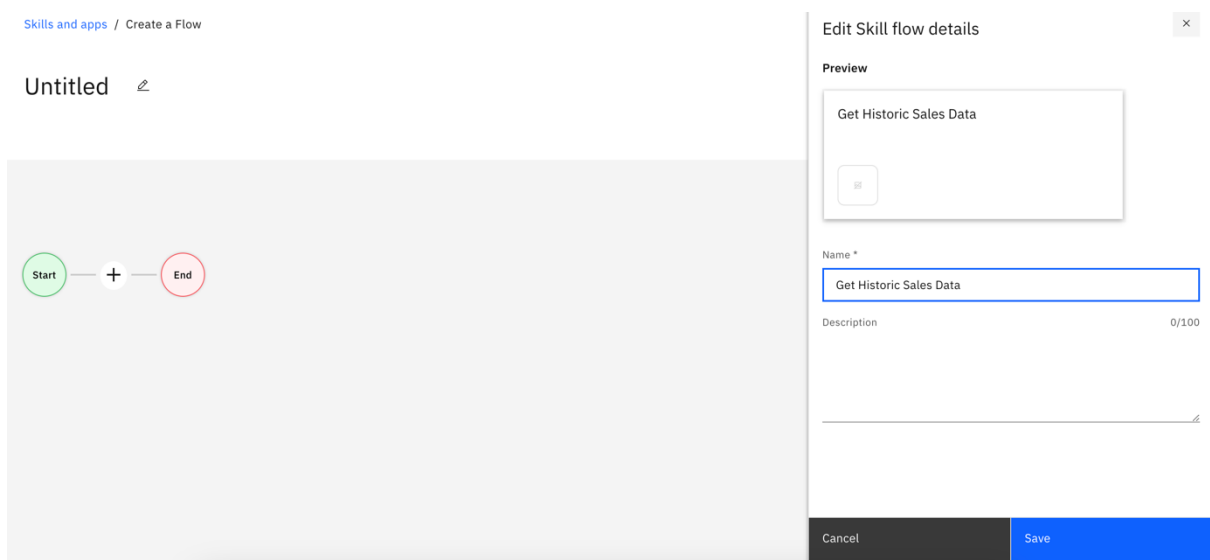 Skills and apps / Create a Flow
Untitled
Start
End
Edit Skill flow details
Preview
Get Historic Sales Data
Name *
Get Historic Sales Data
Description 0/100
Cancel
Save